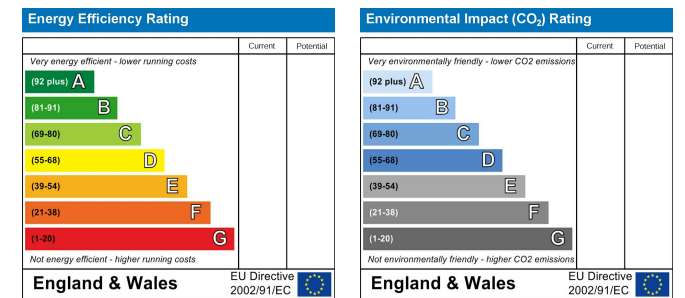 Energy Efficiency Rating
Current Potential
Very energy efficient - lower running costs
(92 plus) A
(81-91) B
(69-80) C
(55-68) D
(39-54) E
(21-38) F
(1-20) G
Not energy efficient - higher running costs
England & Wales
EU Directive
2002/91/EC
Environmental Impact (CO₂) Rating
Current Potential
Very environmentally friendly - lower CO2 emissions
(92 plus) A
(81-91) B
(69-80) C
(55-68) D
(39-54) E
(21-38) F
(1-20) G
Not environmentally friendly - higher CO2 emissions
England & Wales
EU Directive
2002/91/EC